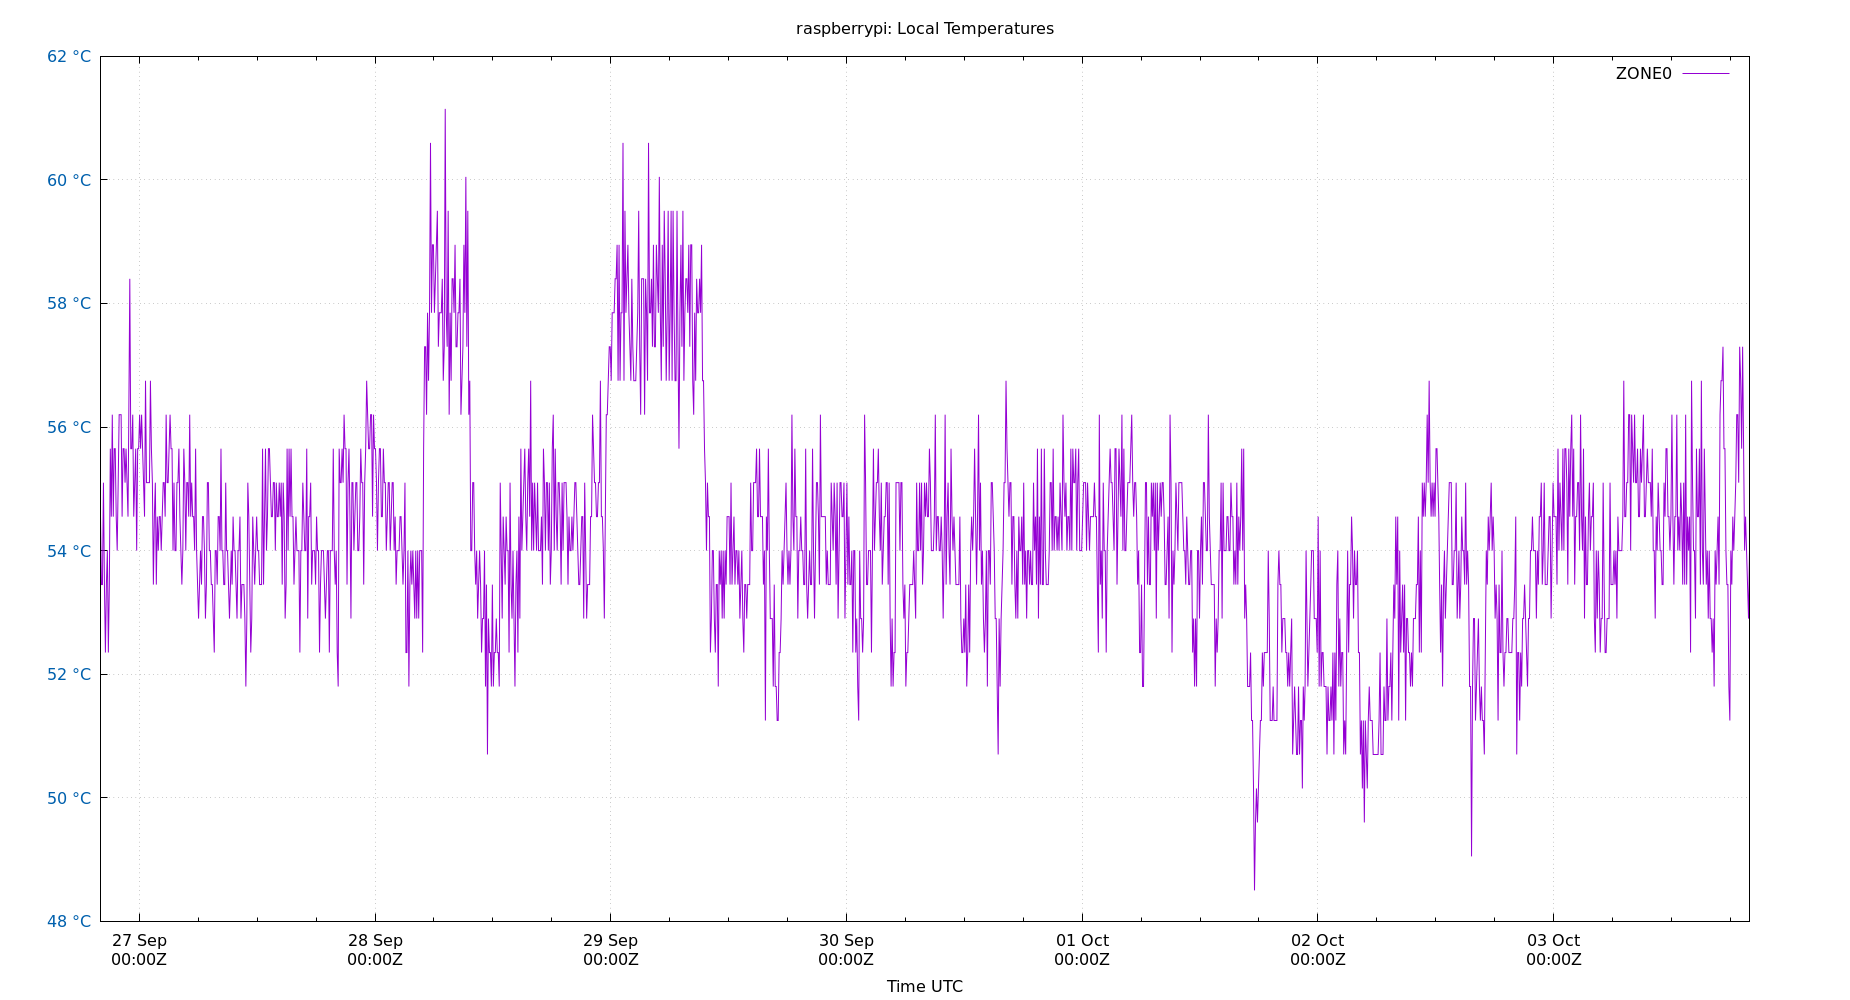 raspberrypi: Local Temperatures
62 °C
ZONE0
60 °C
58 °C
56 °C
54 °C
52 °C
50 °C
48 °C
27 Sep 28 Sep 29 Sep 30 Sep 01 Oct 02 Oct 03 Oct
00:00Z 00:00Z 00:00Z 00:00Z 00:00Z 00:00Z 00:00Z
Time UTC